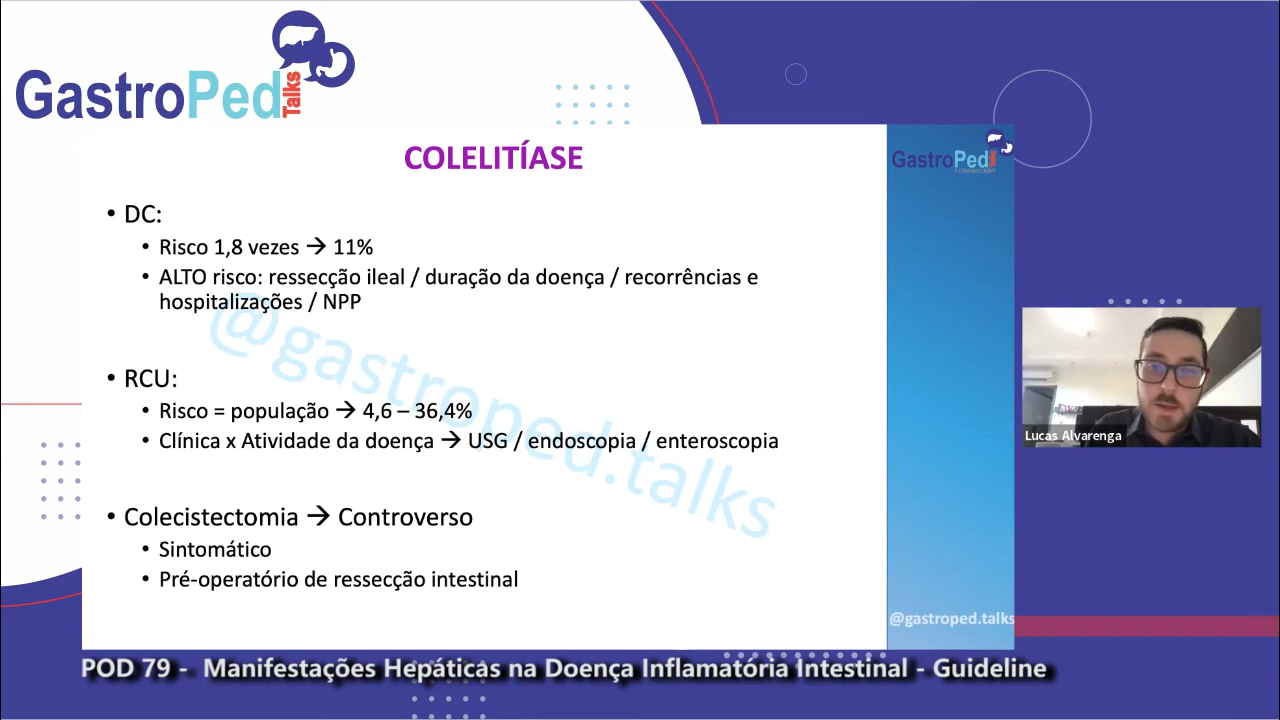 GastroPed Talks
COLELITÍASE
GastroPed
• DC:
• Risco 1,8 vezes → 11%
• ALTO risco: ressecção ileal / duração da doença / recorrências e
hospitalizações / NPP
@gastroped.talks
• RCU:
• Risco = população → 4,6 – 36,4%
• Clínica x Atividade da doença → USG / endoscopia / enteroscopia
Lucas Alvarenga
• Colecistectomia → Controverso
• Sintomático
• Pré-operatório de ressecção intestinal
@gastroped.talks
POD 79 - Manifestações Hepáticas na Doença Inflamatória Intestinal - Guideline